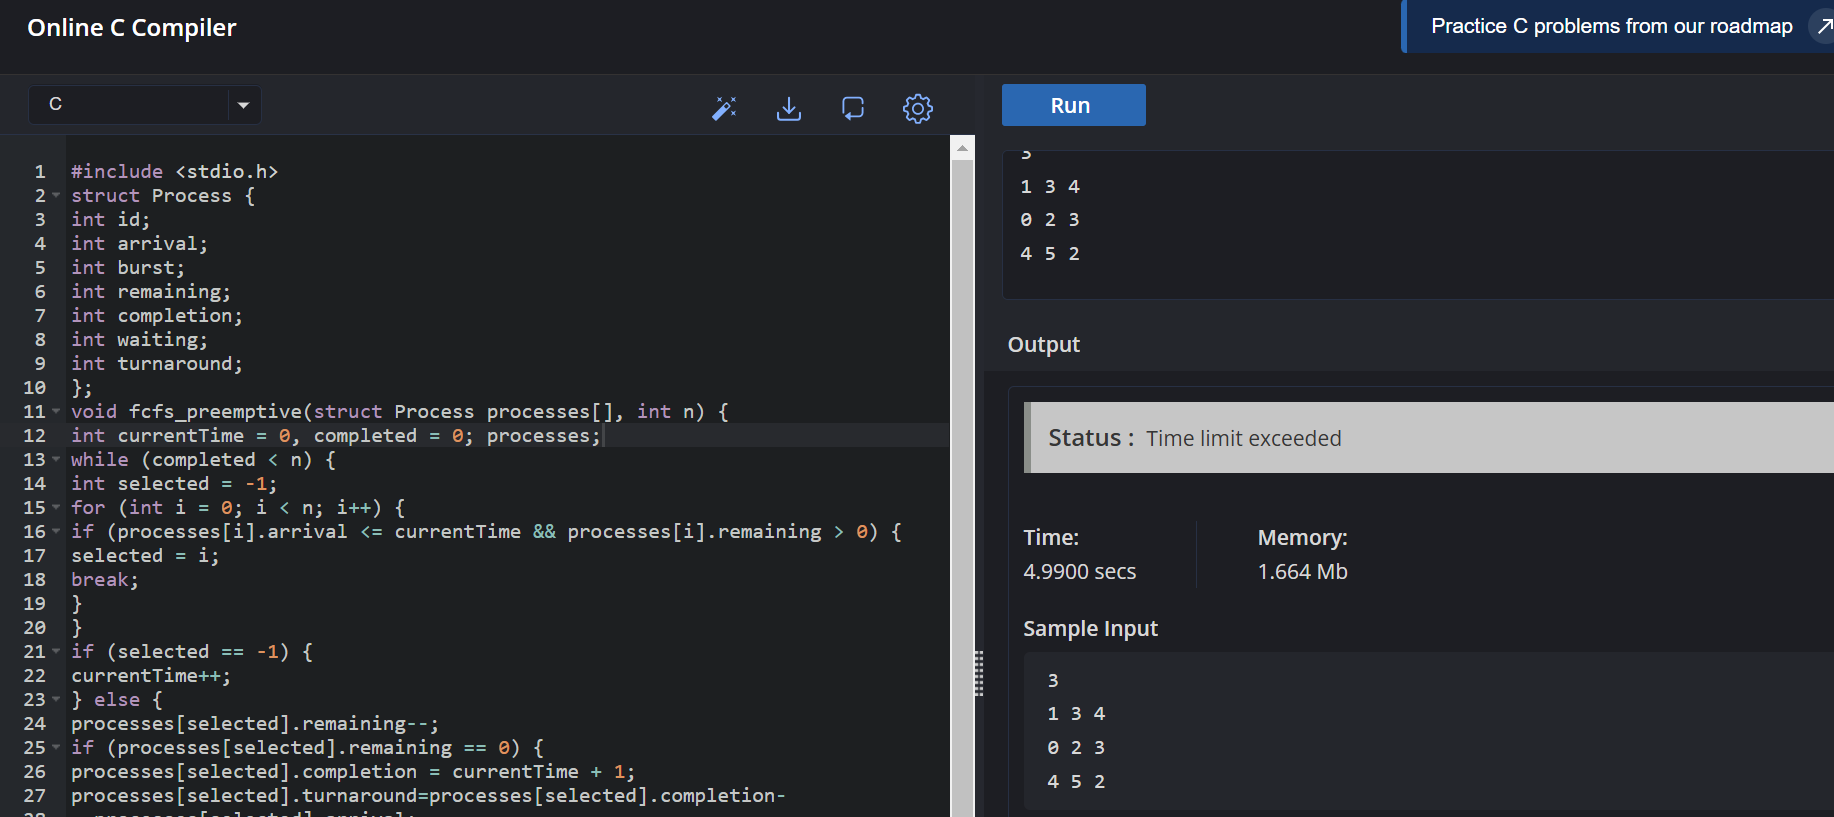 Online C Compiler
Practice C problems from our roadmap
C
Run
1 #include <stdio.h>
2 struct Process {
3 int id;
4 int arrival;
5 int burst;
6 int remaining;
7 int completion;
8 int waiting;
9 int turnaround;
10 };
11 void fcfs_preemptive(struct Process processes[], int n) {
12 int currentTime = 0, completed = 0; processes;
13 while (completed < n) {
14 int selected = -1;
15 for (int i = 0; i < n; i++) {
16 if (processes[i].arrival <= currentTime && processes[i].remaining > 0) {
17 selected = i;
18 break;
19 }
20 }
21 if (selected == -1) {
22 currentTime++;
23 } else {
24 processes[selected].remaining--;
25 if (processes[selected].remaining == 0) {
26 processes[selected].completion = currentTime + 1;
27 processes[selected].turnaround=processes[selected].completion-
28 processes[selected].arrival;
3
1 3 4
0 2 3
4 5 2
Output
Status : Time limit exceeded
Time: Memory:
4.9900 secs 1.664 Mb
Sample Input
3
1 3 4
0 2 3
4 5 2